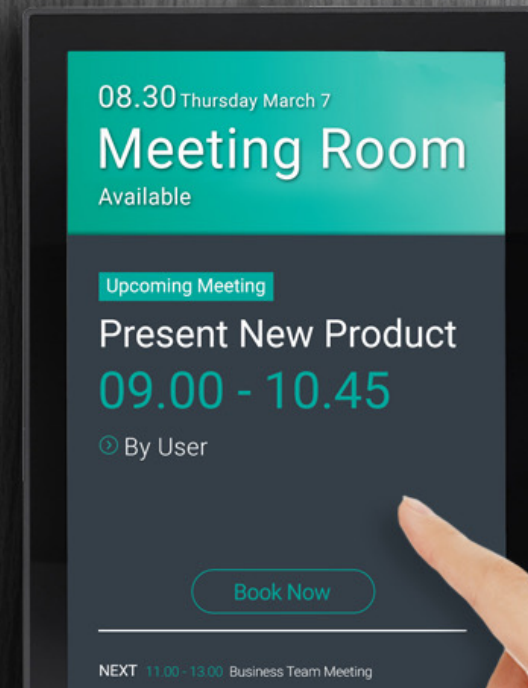 08.30 Thursday March 7
Meeting Room
Available
Upcoming Meeting
Present New Product
09.00 - 10.45
By User
Book Now
NEXT 11.00 - 13.00 Business Team Meeting